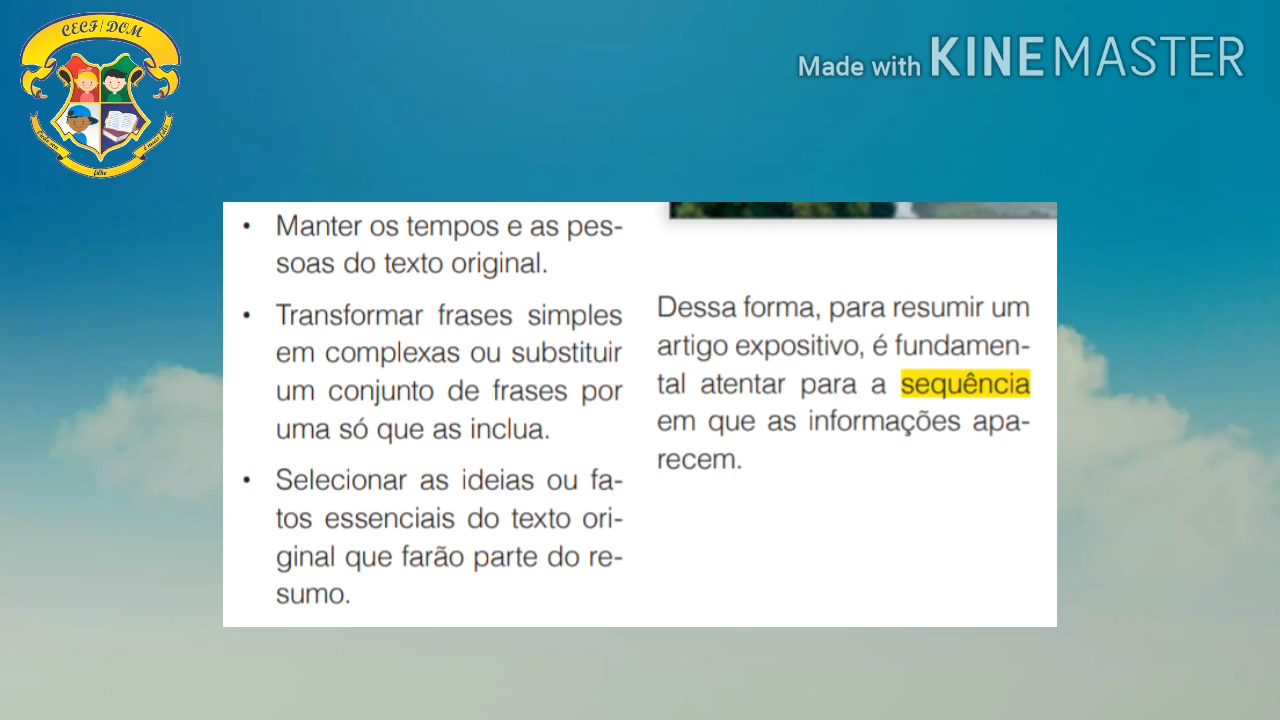 CECF/DOM
Made with KINEMASTER
filho
• Manter os tempos e as pes-
soas do texto original.
• Transformar frases simples
em complexas ou substituir
um conjunto de frases por
uma só que as inclua.
• Selecionar as ideias ou fa-
tos essenciais do texto ori-
ginal que farão parte do re-
sumo.
Dessa forma, para resumir um
artigo expositivo, é fundamen-
tal atentar para a sequência
em que as informações apa-
recem.